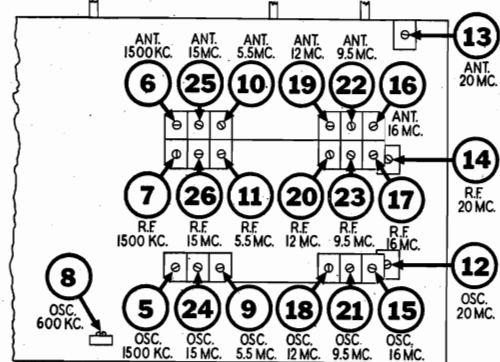 ANT. 1500 KC.
ANT. 15 MC.
ANT. 5.5 MC.
ANT. 12 MC.
ANT. 9.5 MC.
13
ANT. 20 MC.
6 25 10 19 22 16
ANT. 16 MC.
14
R.F. 20 MC.
7 26 11 20 23 17
R.F. 1500 KC.
R.F. 15 MC.
R.F. 5.5 MC.
R.F. 12 MC.
R.F. 9.5 MC.
R.F. 16 MC.
8
OSC. 600 KC.
12
OSC. 20 MC.
5 24 9 18 21 15
OSC. 1500 KC.
OSC. 15 MC.
OSC. 5.5 MC.
OSC. 12 MC.
OSC. 9.5 MC.
OSC. 16 MC.